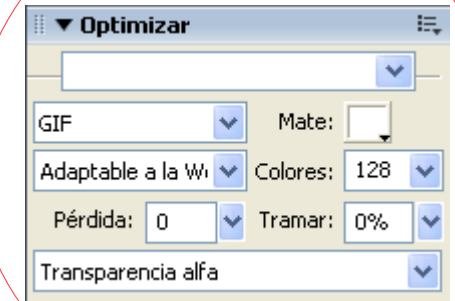 Optimizar
GIF Mate:
Adaptable a la W Colores: 128
Pérdida: 0 Tramar: 0%
Transparencia alfa